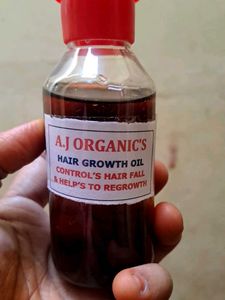 A.J ORGANIC'S
HAIR GROWTH OIL
CONTROL'S HAIR FALL
& HELP'S TO REGROWTH